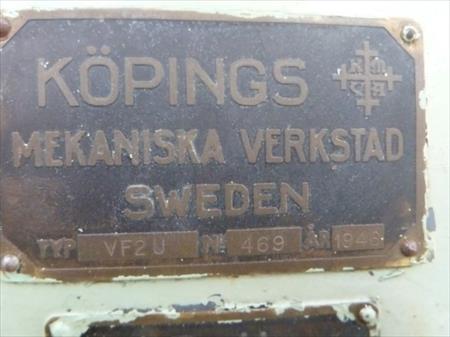 KÖPINGS
MEKANISKA VERKSTAD
SWEDEN
TYP VF2U Nº 469 ÅR 1946